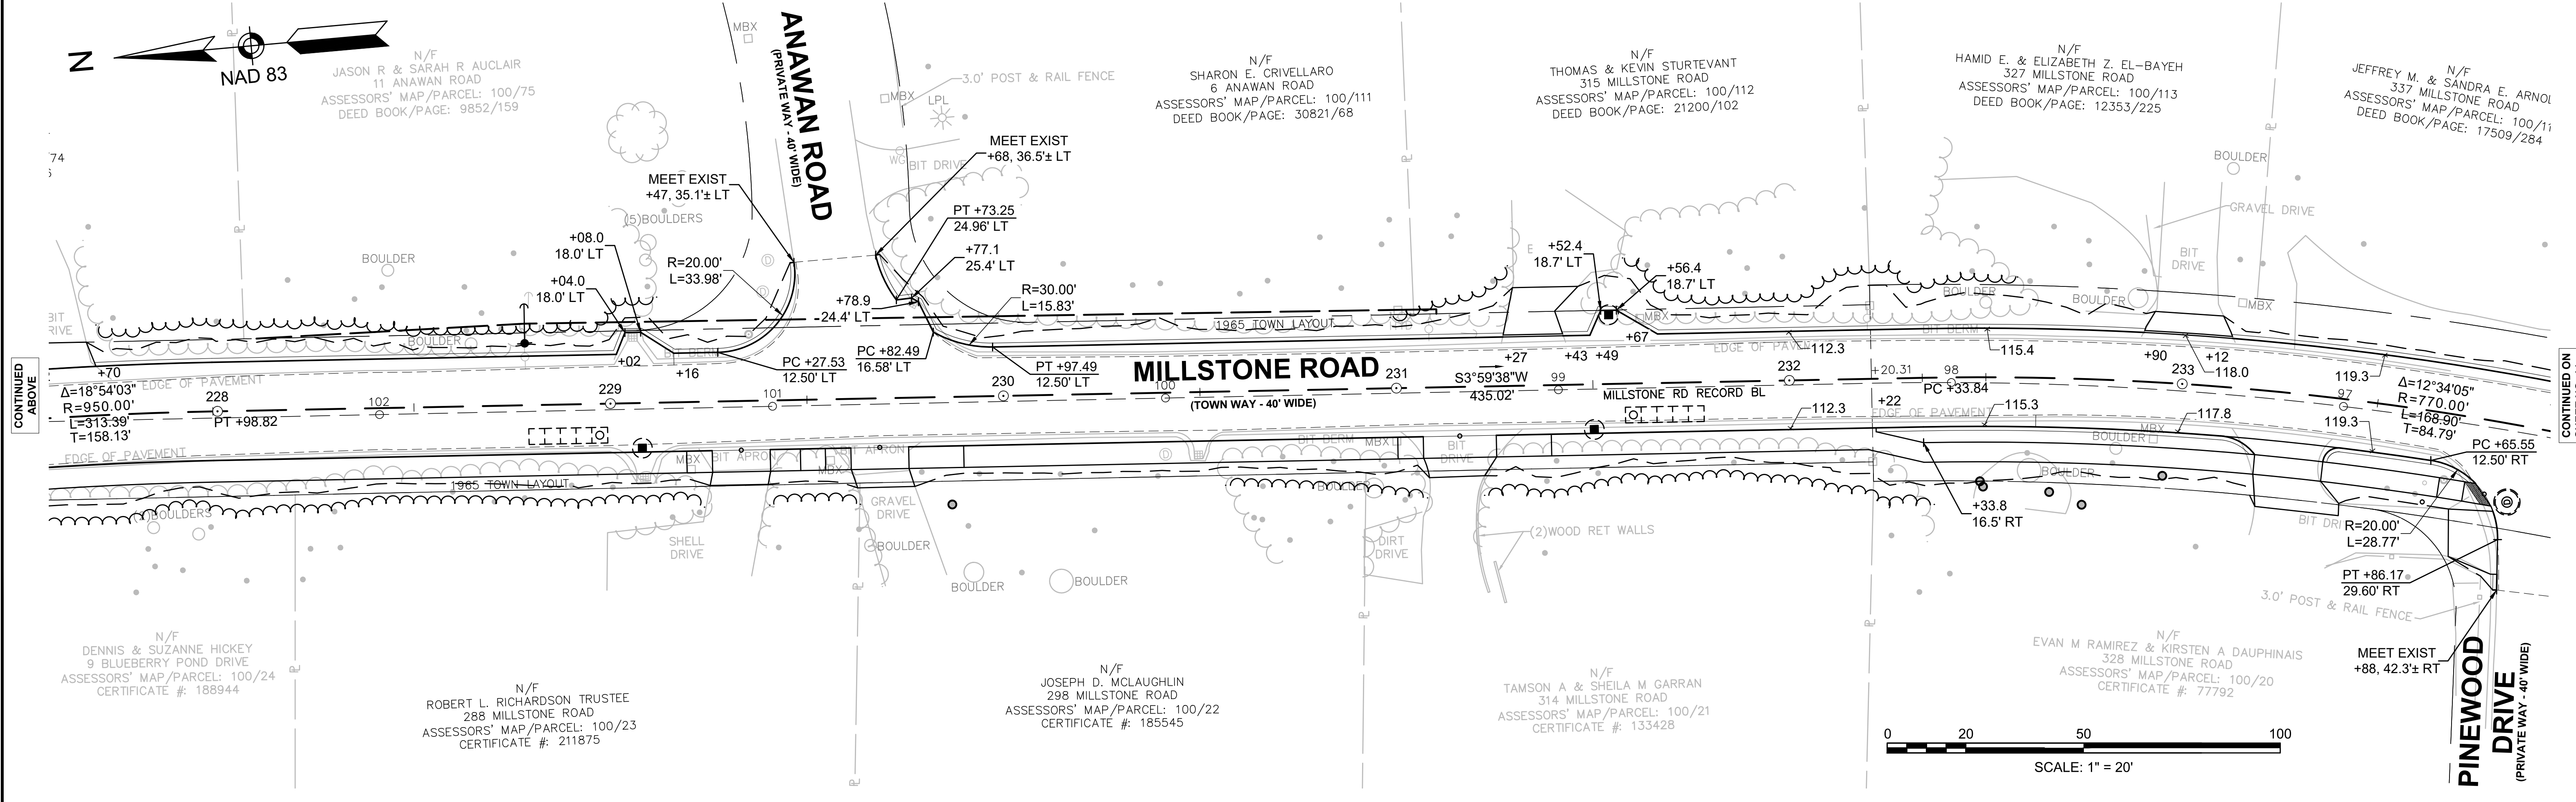 N
NAD 83
N/F
JASON R & SARAH R AUCLAIR
11 ANAWAN ROAD
ASSESSORS' MAP/PARCEL: 100/75
DEED BOOK/PAGE: 9852/159
MBX
ANAWAN ROAD
(PRIVATE WAY - 40' WIDE)
3.0' POST & RAIL FENCE
MBX
LPL
WG
BIT DRIVE
N/F
SHARON E. CRIVELLARO
6 ANAWAN ROAD
ASSESSORS' MAP/PARCEL: 100/111
DEED BOOK/PAGE: 30821/68
N/F
THOMAS & KEVIN STURTEVANT
315 MILLSTONE ROAD
ASSESSORS' MAP/PARCEL: 100/112
DEED BOOK/PAGE: 21200/102
N/F
HAMID E. & ELIZABETH Z. EL-BAYEH
327 MILLSTONE ROAD
ASSESSORS' MAP/PARCEL: 100/113
DEED BOOK/PAGE: 12353/225
N/F
JEFFREY M. & SANDRA E. ARNOL
337 MILLSTONE ROAD
ASSESSORS' MAP/PARCEL: 100/11
DEED BOOK/PAGE: 17509/284
74
MEET EXIST
+47, 35.1'± LT
MEET EXIST
+68, 36.5'± LT
(5)BOULDERS
PT +73.25
24.96' LT
+77.1
25.4' LT
+08.0
18.0' LT
+04.0
18.0' LT
R=20.00'
L=33.98'
+78.9
24.4' LT
R=30.00'
L=15.83'
BOULDER
BOULDER
D
D
+52.4
18.7' LT
+56.4
18.7' LT
MBX
BOULDER
BOULDER
BOULDER
GRAVEL DRIVE
BIT
DRIVE
MBX
BIT
RIVE
1965 TOWN LAYOUT
BIT BERM
BIT BERM
EDGE OF PAVEM
+70
+02
+16
PC +27.53
12.50' LT
PC +82.49
16.58' LT
PT +97.49
12.50' LT
MILLSTONE ROAD
(TOWN WAY - 40' WIDE)
+27
+43
+49
+67
112.3
115.4
+90
+12
118.0
119.3
CONTINUED
ABOVE
CONTINUED ON
Δ=18°54'03"
R=950.00'
L=313.39'
T=158.13'
EDGE OF PAVEMENT
228
PT +98.82
102
229
101
230
100
231
S3°59'38"W
435.02'
99
MILLSTONE RD RECORD BL
232
+20.31
98
PC +33.84
233
97
Δ=12°34'05"
R=770.00'
L=168.90'
T=84.79'
+22
112.3
115.3
117.8
119.3
EDGE OF PAVEMENT
EDGE OF PAVEMENT
PC +65.55
12.50' RT
MBX
BIT APRON
BIT APRON
MBX
D
BIT BERM
MBX
BIT
DRIVE
BOULDER
MBX
BOULDER
1965 TOWN LAYOUT
BOULDERS
GRAVEL
DRIVE
BOULDER
SHELL
DRIVE
BOULDER
BOULDER
BOULDER
DIRT
DRIVE
(2)WOOD RET WALLS
+33.8
16.5' RT
BIT DRI
R=20.00'
L=28.77'
PT +86.17
29.60' RT
3.0' POST & RAIL FENCE
MEET EXIST
+88, 42.3'± RT
PINEWOOD
DRIVE
(PRIVATE WAY - 40' WIDE)
N/F
DENNIS & SUZANNE HICKEY
9 BLUEBERRY POND DRIVE
ASSESSORS' MAP/PARCEL: 100/24
CERTIFICATE #: 188944
N/F
ROBERT L. RICHARDSON TRUSTEE
288 MILLSTONE ROAD
ASSESSORS' MAP/PARCEL: 100/23
CERTIFICATE #: 211875
N/F
JOSEPH D. MCLAUGHLIN
298 MILLSTONE ROAD
ASSESSORS' MAP/PARCEL: 100/22
CERTIFICATE #: 185545
N/F
TAMSON A & SHEILA M GARRAN
314 MILLSTONE ROAD
ASSESSORS' MAP/PARCEL: 100/21
CERTIFICATE #: 133428
N/F
EVAN M RAMIREZ & KIRSTEN A DAUPHINAIS
328 MILLSTONE ROAD
ASSESSORS' MAP/PARCEL: 100/20
CERTIFICATE #: 77792
0 20 50 100
SCALE: 1" = 20'